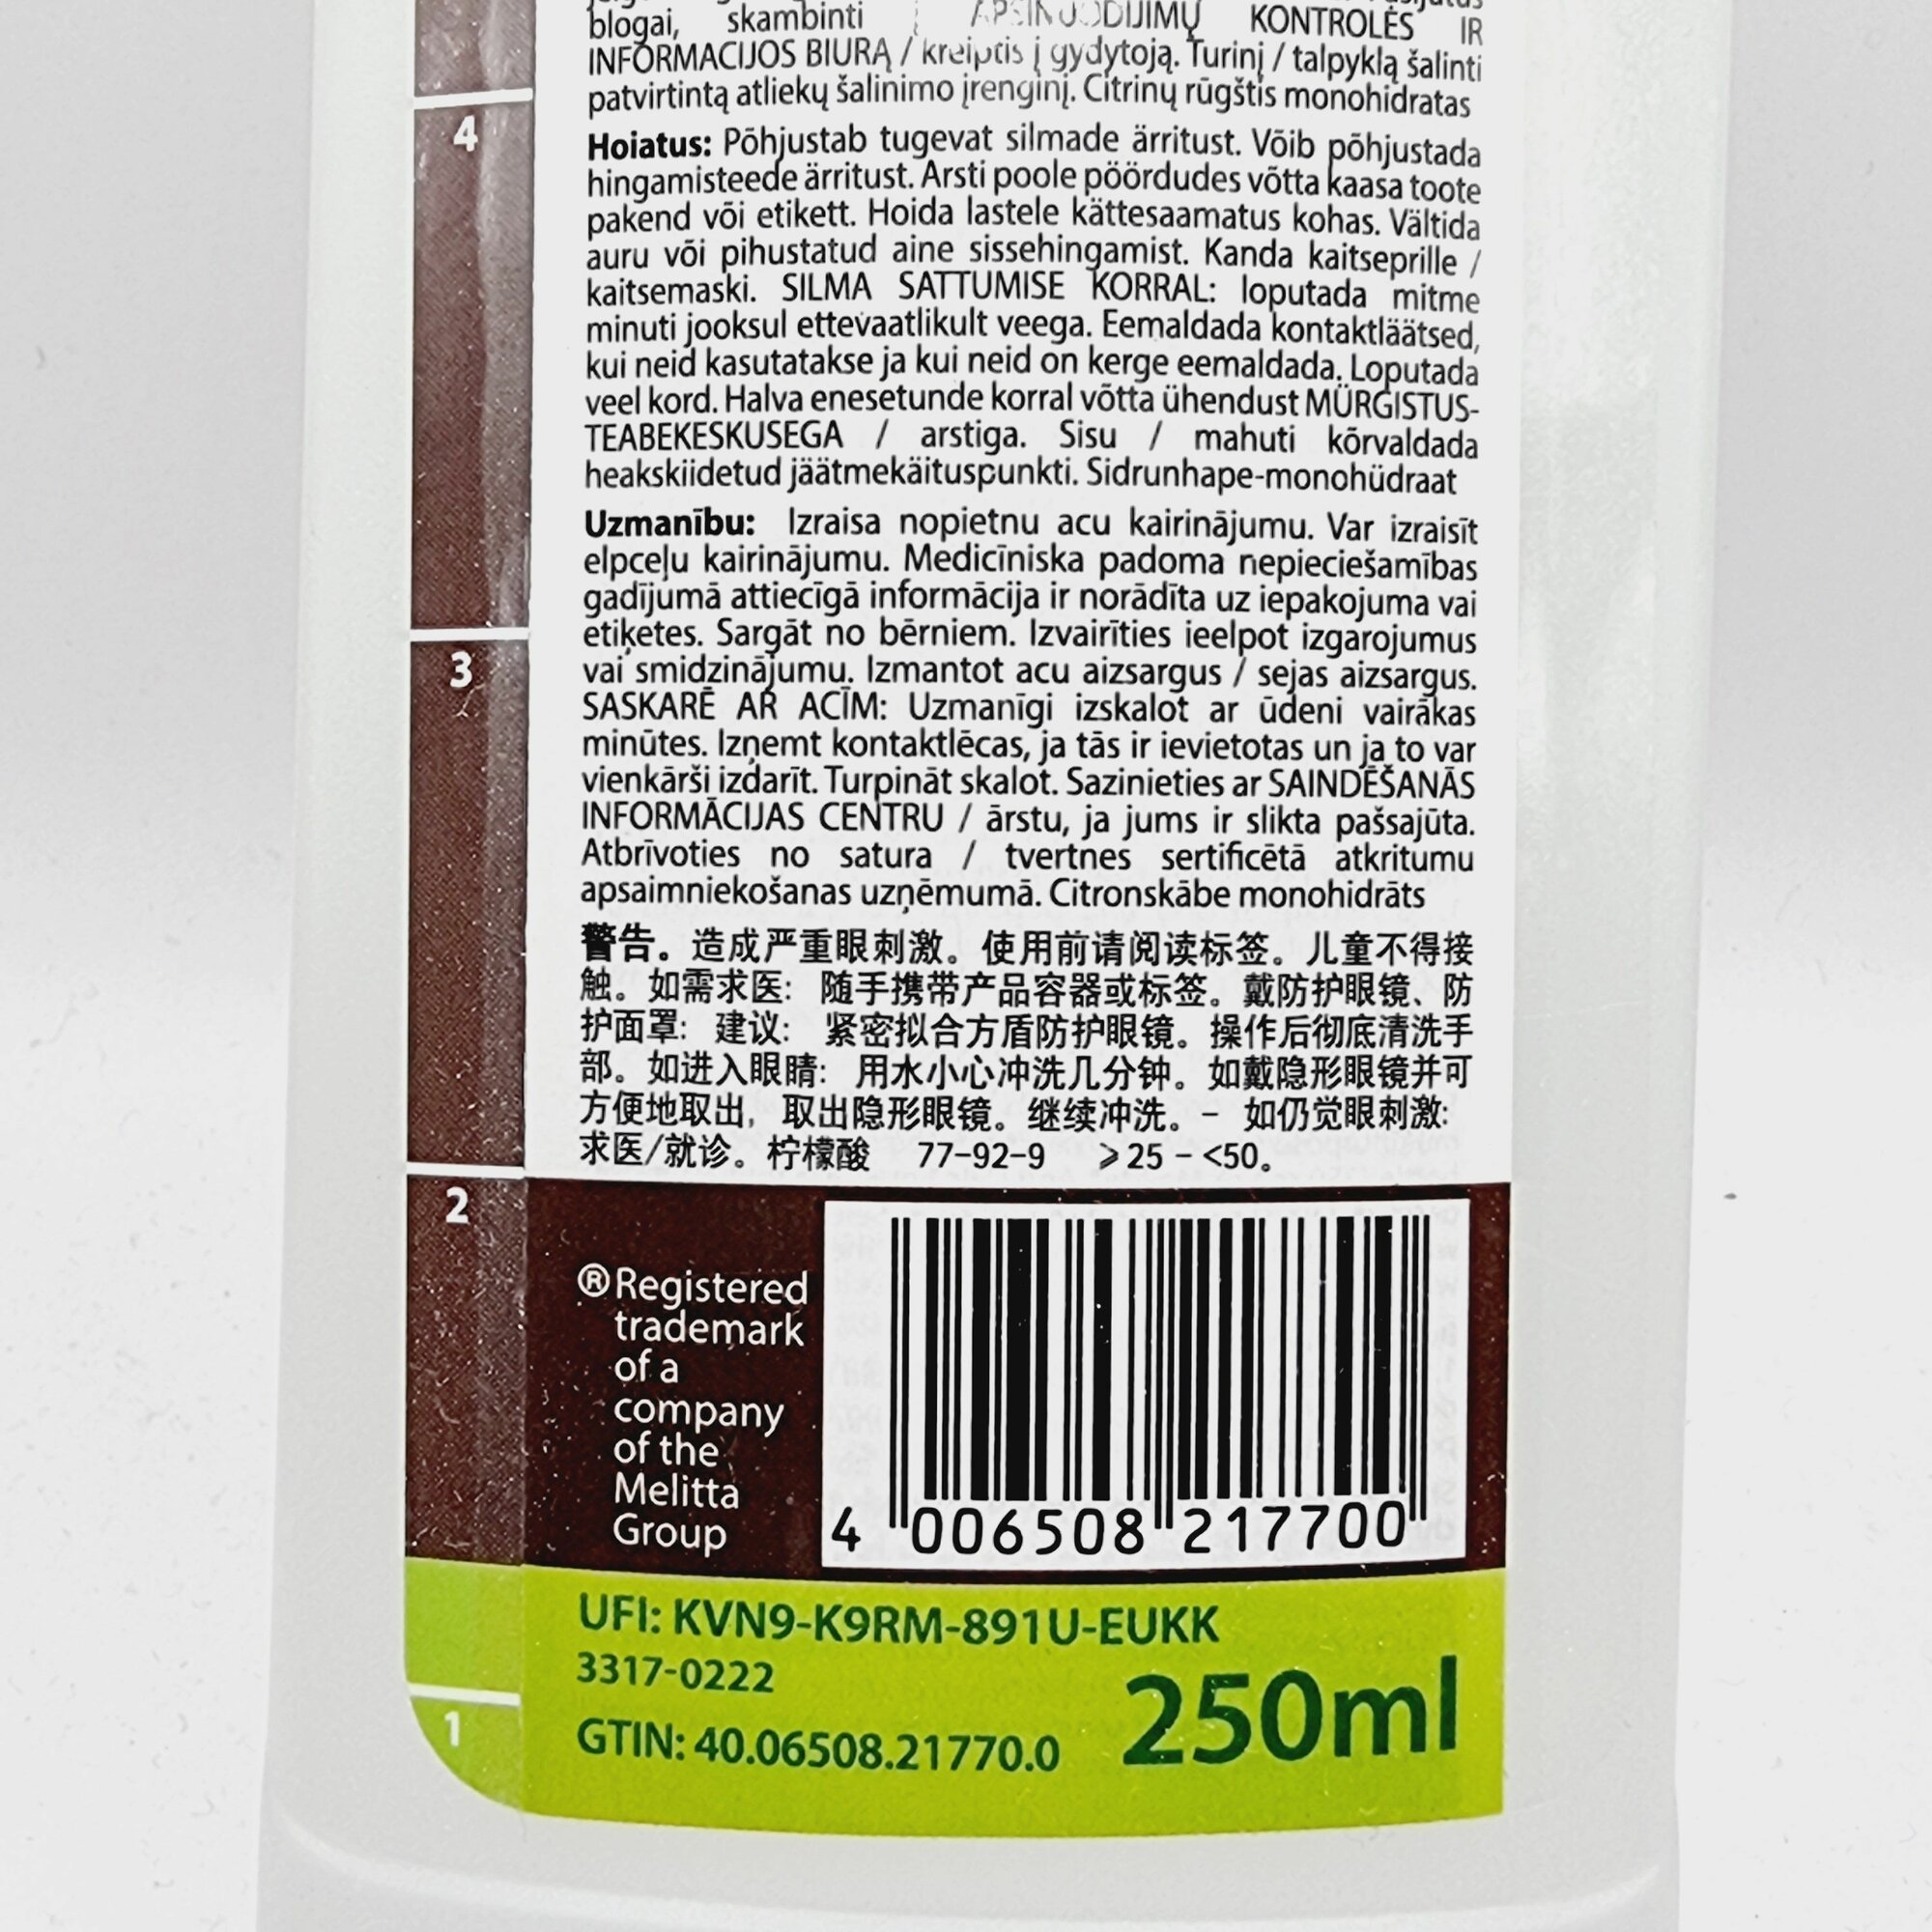 blogai, skambinti į APSINUODIJIMŲ KONTROLĖS IR
INFORMACIJOS BIURĄ / kreiptis į gydytoją. Turinį / talpyklą šalinti
patvirtintą atliekų šalinimo įrenginį. Citrinų rūgštis monohidratas
4
Hoiatus: Põhjustab tugevat silmade ärritust. Võib põhjustada
hingamisteede ärritust. Arsti poole pöördudes võtta kaasa toote
pakend või etikett. Hoida lastele kättesaamatus kohas. Vältida
auru või pihustatud aine sissehingamist. Kanda kaitseprille /
kaitsemaski. SILMA SATTUMISE KORRAL: loputada mitme
minuti jooksul ettevaatlikult veega. Eemaldada kontaktläätsed,
kui neid kasutatakse ja kui neid on kerge eemaldada. Loputada
veel kord. Halva enesetunde korral võtta ühendust MÜRGISTUS-
TEABEKESKUSEGA / arstiga. Sisu / mahuti kõrvaldada
heakskiidetud jäätmekäituspunkti. Sidrunhape-monohüdraat
Uzmanību: Izraisa nopietnu acu kairinājumu. Var izraisīt
elpceļu kairinājumu. Medicīniska padoma nepieciešamības
gadījumā attiecīgā informācija ir norādīta uz iepakojuma vai
etiķetes. Sargāt no bērniem. Izvairīties ieelpot izgarojumus
3
vai smidzinājumu. Izmantot acu aizsargus / sejas aizsargus.
SASKARĒ AR ACĪM: Uzmanīgi izskalot ar ūdeni vairākas
minūtes. Izņemt kontaktlēcas, ja tās ir ievietotas un ja to var
vienkārši izdarīt. Turpināt skalot. Sazinieties ar SAINDĒŠANĀS
INFORMĀCIJAS CENTRU / ārstu, ja jums ir slikta pašsajūta.
Atbrīvoties no satura / tvertnes sertificētā atkritumu
apsaimniekošanas uzņēmumā. Citronskābe monohidrāts
警告。造成严重眼刺激。使用前请阅读标签。儿童不得接
触。如需求医: 随手携带产品容器或标签。戴防护眼镜、防
护面罩: 建议: 紧密拟合方盾防护眼镜。操作后彻底清洗手
部。如进入眼睛: 用水小心冲洗几分钟。如戴隐形眼镜并可
方便地取出, 取出隐形眼镜。继续冲洗。- 如仍觉眼刺激:
求医/就诊。柠檬酸 77-92-9 ⩾25 - <50。
2
®Registered
trademark
of a
company
of the
Melitta
Group
4 006508 217700
UFI: KVN9-K9RM-891U-EUKK
3317-0222
GTIN: 40.06508.21770.0
250ml
1